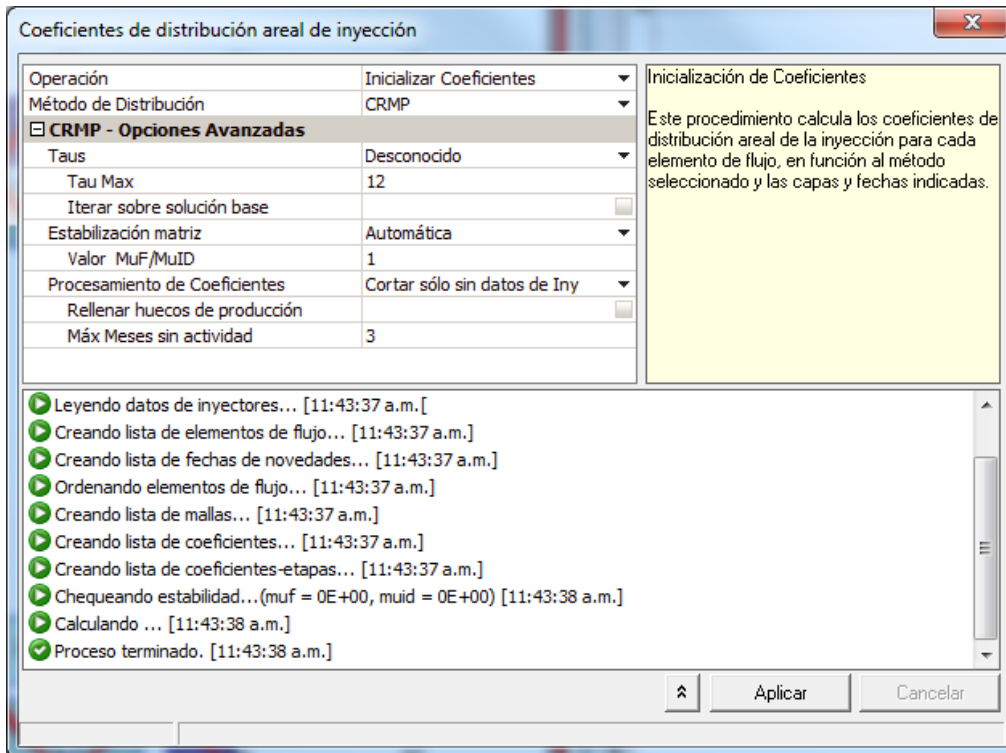 Coeficientes de distribución areal de inyección
Operación Inicializar Coeficientes
Método de Distribución CRMP
CRMP - Opciones Avanzadas
Taus Desconocido
Tau Max 12
Iterar sobre solución base
Estabilización matriz Automática
Valor MuF/MuID 1
Procesamiento de Coeficientes Cortar sólo sin datos de Iny
Rellenar huecos de producción
Máx Meses sin actividad 3
Inicialización de Coeficientes
Este procedimiento calcula los coeficientes de
distribución areal de la inyección para cada
elemento de flujo, en función al método
seleccionado y las capas y fechas indicadas.
Leyendo datos de inyectores... [11:43:37 a.m.[
Creando lista de elementos de flujo... [11:43:37 a.m.]
Creando lista de fechas de novedades... [11:43:37 a.m.]
Ordenando elementos de flujo... [11:43:37 a.m.]
Creando lista de mallas... [11:43:37 a.m.]
Creando lista de coeficientes... [11:43:37 a.m.]
Creando lista de coeficientes-etapas... [11:43:37 a.m.]
Chequeando estabilidad...(muf = 0E+00, muid = 0E+00) [11:43:38 a.m.]
Calculando ... [11:43:38 a.m.]
Proceso terminado. [11:43:38 a.m.]
Aplicar Cancelar